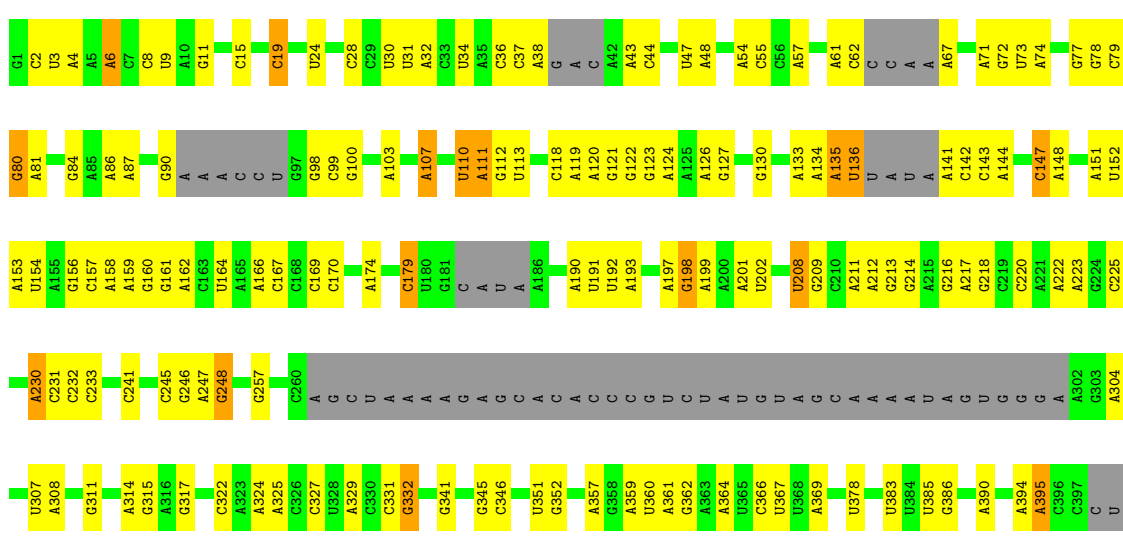 G1 C2 U3 A4 A5 A6 C7 C8 U9 A10 G11 C15 C19 U24 C28 C29 U30 U31 A32 C33 U34 A35 C36 C37 A38 G A C A42 A43 C44 U47 A48 A54 C55 C56 A57 A61 C62 C C A A A67 A71 G72 U73 A74 G77 G78 C79
G80 A81 G84 A85 A86 A87 G90 A A A C C U G97 G98 C99 G100 A103 A107 U110 A111 G112 U113 C118 A119 A120 G121 G122 G123 A124 A125 A126 G127 G130 A133 A134 A135 U136 U A U A A141 C142 C143 A144 C147 A148 A151 U152
A153 U154 A155 G156 C157 A158 A159 G160 G161 A162 C163 U164 A165 A166 C167 C168 C169 C170 A174 C179 U180 G181 C A U A A186 A190 U191 U192 A193 A197 G198 A199 A200 A201 U202 U208 G209 C210 A211 A212 G213 G214 A215 G216 A217 G218 C219 C220 A221 A222 A223 G224 C225
A230 C231 C232 C233 C241 C245 G246 A247 G248 G257 C260 A G C U A A A A G A G C A C A C C C G U C U A U G U A G C A A A A U A G U G G G A A302 G303 A304
U307 A308 G311 A314 G315 A316 G317 C322 A323 A324 A325 C326 C327 U328 A329 C330 C331 G332 G341 G345 C346 U351 G352 A357 G358 A359 U360 A361 G362 A363 A364 U365 C366 U367 U368 A369 U378 U383 U384 U385 G386 A390 A394 A395 C396 C397 C U